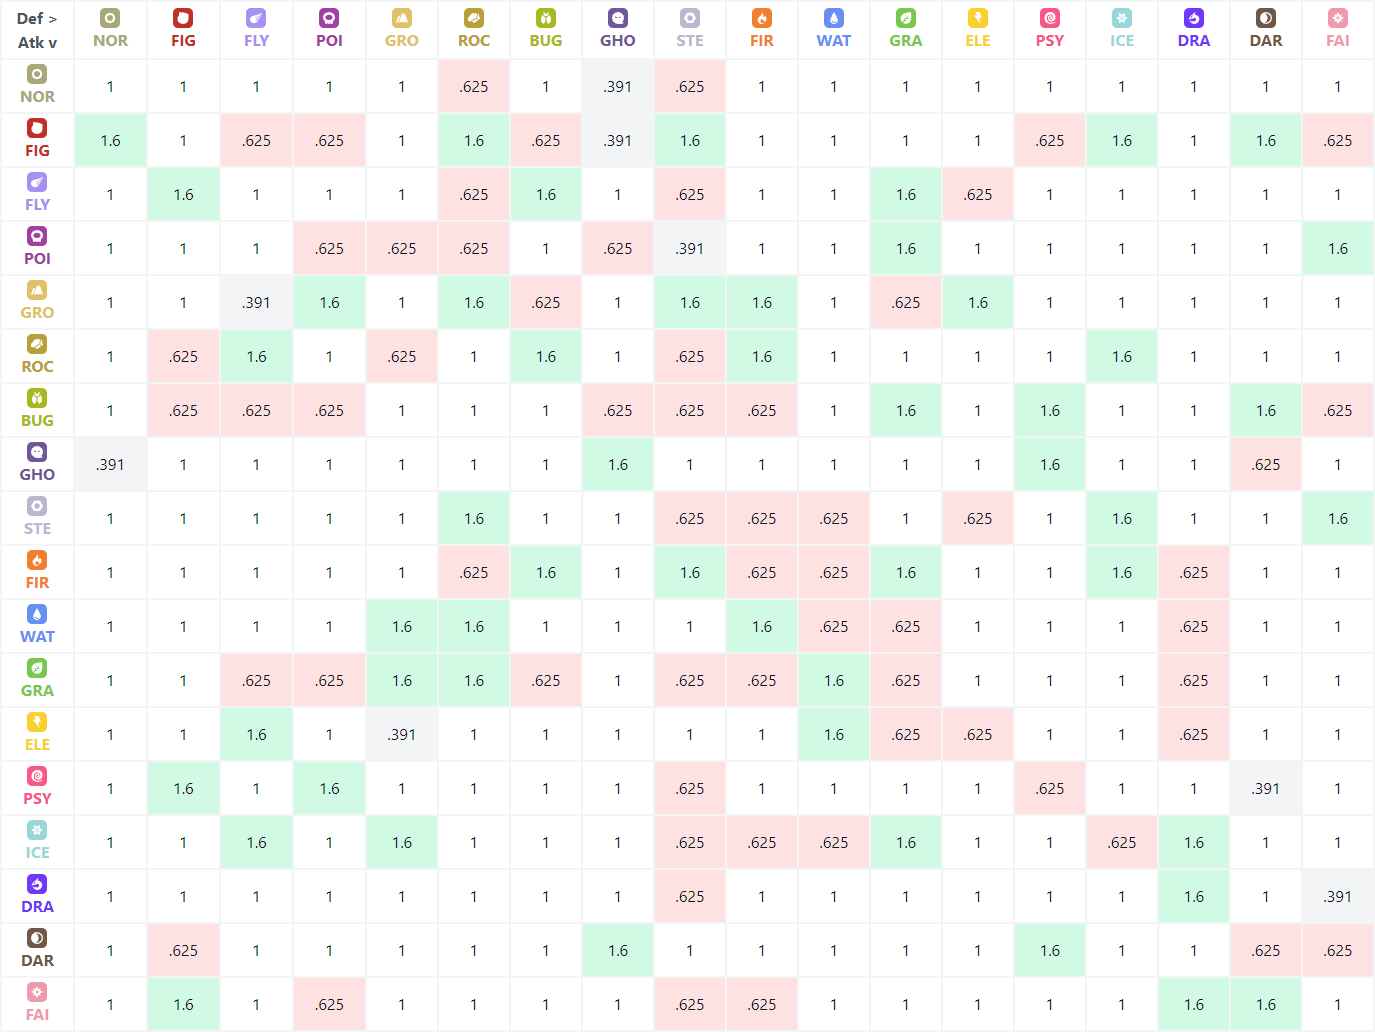 Def >
Atk v
NOR FIG FLY POI GRO ROC BUG GHO STE FIR WAT GRA ELE PSY ICE DRA DAR FAI
NOR 1 1 1 1 1 .625 1 .391 .625 1 1 1 1 1 1 1 1 1
FIG 1.6 1 .625 .625 1 1.6 .625 .391 1.6 1 1 1 1 .625 1.6 1 1.6 .625
FLY 1 1.6 1 1 1 .625 1.6 1 .625 1 1 1.6 .625 1 1 1 1 1
POI 1 1 1 .625 .625 .625 1 .625 .391 1 1 1.6 1 1 1 1 1 1.6
GRO 1 1 .391 1.6 1 1.6 .625 1 1.6 1.6 1 .625 1.6 1 1 1 1 1
ROC 1 .625 1.6 1 .625 1 1.6 1 .625 1.6 1 1 1 1 1.6 1 1 1
BUG 1 .625 .625 .625 1 1 1 .625 .625 .625 1 1.6 1 1.6 1 1 1.6 .625
GHO .391 1 1 1 1 1 1 1.6 1 1 1 1 1 1.6 1 1 .625 1
STE 1 1 1 1 1 1.6 1 1 .625 .625 .625 1 .625 1 1.6 1 1 1.6
FIR 1 1 1 1 1 .625 1.6 1 1.6 .625 .625 1.6 1 1 1.6 .625 1 1
WAT 1 1 1 1 1.6 1.6 1 1 1 1.6 .625 .625 1 1 1 .625 1 1
GRA 1 1 .625 .625 1.6 1.6 .625 1 .625 .625 1.6 .625 1 1 1 .625 1 1
ELE 1 1 1.6 1 .391 1 1 1 1 1 1.6 .625 .625 1 1 .625 1 1
PSY 1 1.6 1 1.6 1 1 1 1 .625 1 1 1 1 .625 1 1 .391 1
ICE 1 1 1.6 1 1.6 1 1 1 .625 .625 .625 1.6 1 1 .625 1.6 1 1
DRA 1 1 1 1 1 1 1 1 .625 1 1 1 1 1 1 1.6 1 .391
DAR 1 .625 1 1 1 1 1 1.6 1 1 1 1 1 1.6 1 1 .625 .625
FAI 1 1.6 1 .625 1 1 1 1 .625 .625 1 1 1 1 1 1.6 1.6 1